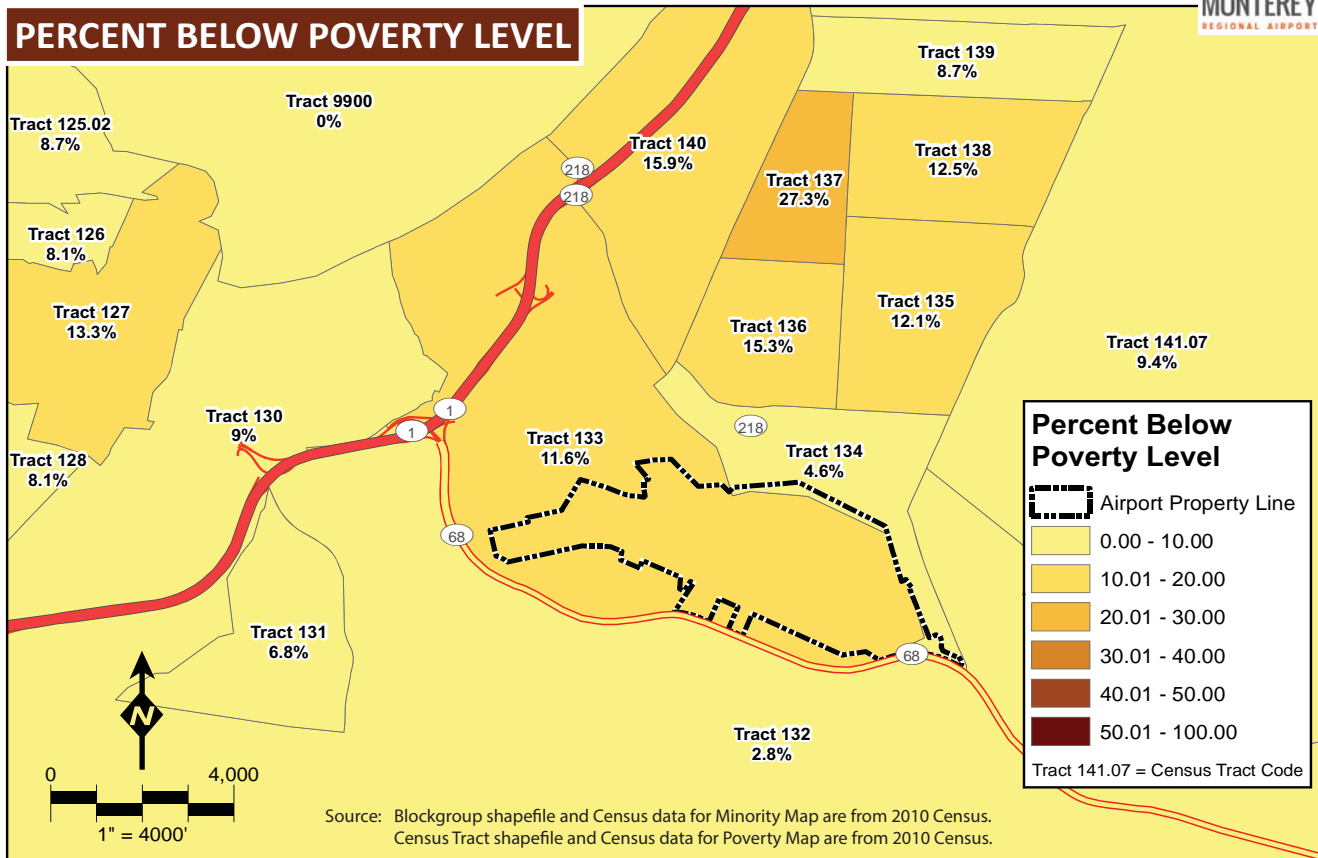 MONTEREY
REGIONAL AIRPORT
PERCENT BELOW POVERTY LEVEL
Tract 139
8.7%
Tract 9900
0%
Tract 125.02
8.7%
Tract 140
15.9%
Tract 138
12.5%
218
218
Tract 137
27.3%
Tract 126
8.1%
Tract 127
13.3%
Tract 135
12.1%
Tract 136
15.3%
Tract 141.07
9.4%
Tract 130
9%
1
1
218
Tract 133
11.6%
Tract 134
4.6%
Tract 128
8.1%
68
68
Tract 131
6.8%
Tract 132
2.8%
Percent Below
Poverty Level
Airport Property Line
0.00 - 10.00
10.01 - 20.00
20.01 - 30.00
30.01 - 40.00
40.01 - 50.00
50.01 - 100.00
Tract 141.07 = Census Tract Code
N
0 4,000
1" = 4000'
Source: Blockgroup shapefile and Census data for Minority Map are from 2010 Census.
Census Tract shapefile and Census data for Poverty Map are from 2010 Census.